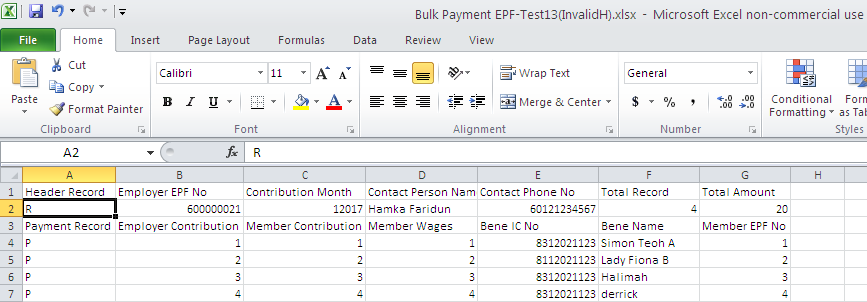 Bulk Payment EPF-Test13(InvalidH).xlsx - Microsoft Excel non-commercial use
File Home Insert Page Layout Formulas Data Review View
Cut
Copy
Format Painter
Paste
Clipboard
Calibri 11 A A
B I U A
Font
Wrap Text
Merge & Center
Alignment
General
$ % , .0 .00 .00 .0
Number
Conditional Formatting
Form
as Tab
Styles
A2 fx R
A B C D E F G H
1 Header Record Employer EPF No Contribution Month Contact Person Nam Contact Phone No Total Record Total Amount
2 R 600000021 12017 Hamka Faridun 60121234567 4 20
3 Payment Record Employer Contribution Member Contribution Member Wages Bene IC No Bene Name Member EPF No
4 P 1 1 1 8312021123 Simon Teoh A 1
5 P 2 2 2 8112021123 Lady Fiona B 2
6 P 3 3 3 8312021123 Halimah 3
7 P 4 4 4 8312021123 derrick 4